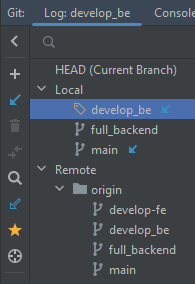 Git: Log: develop_be Console
HEAD (Current Branch)
Local
develop_be
full_backend
main
Remote
origin
develop-fe
develop_be
full_backend
main